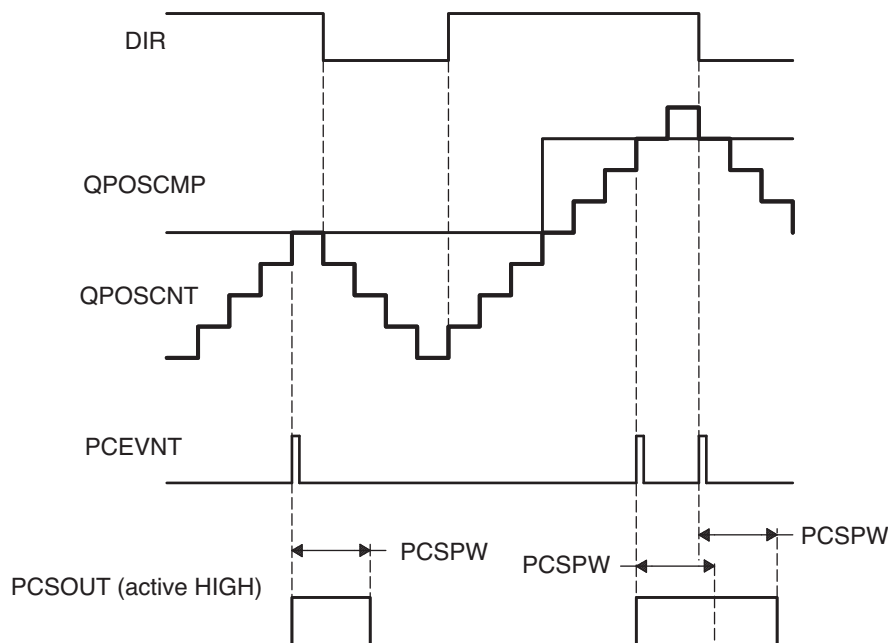 DIR
QPOSCMP
QPOSCNT
PCEVNT
PCSPW
PCSPW
PCSPW
PCSOUT (active HIGH)